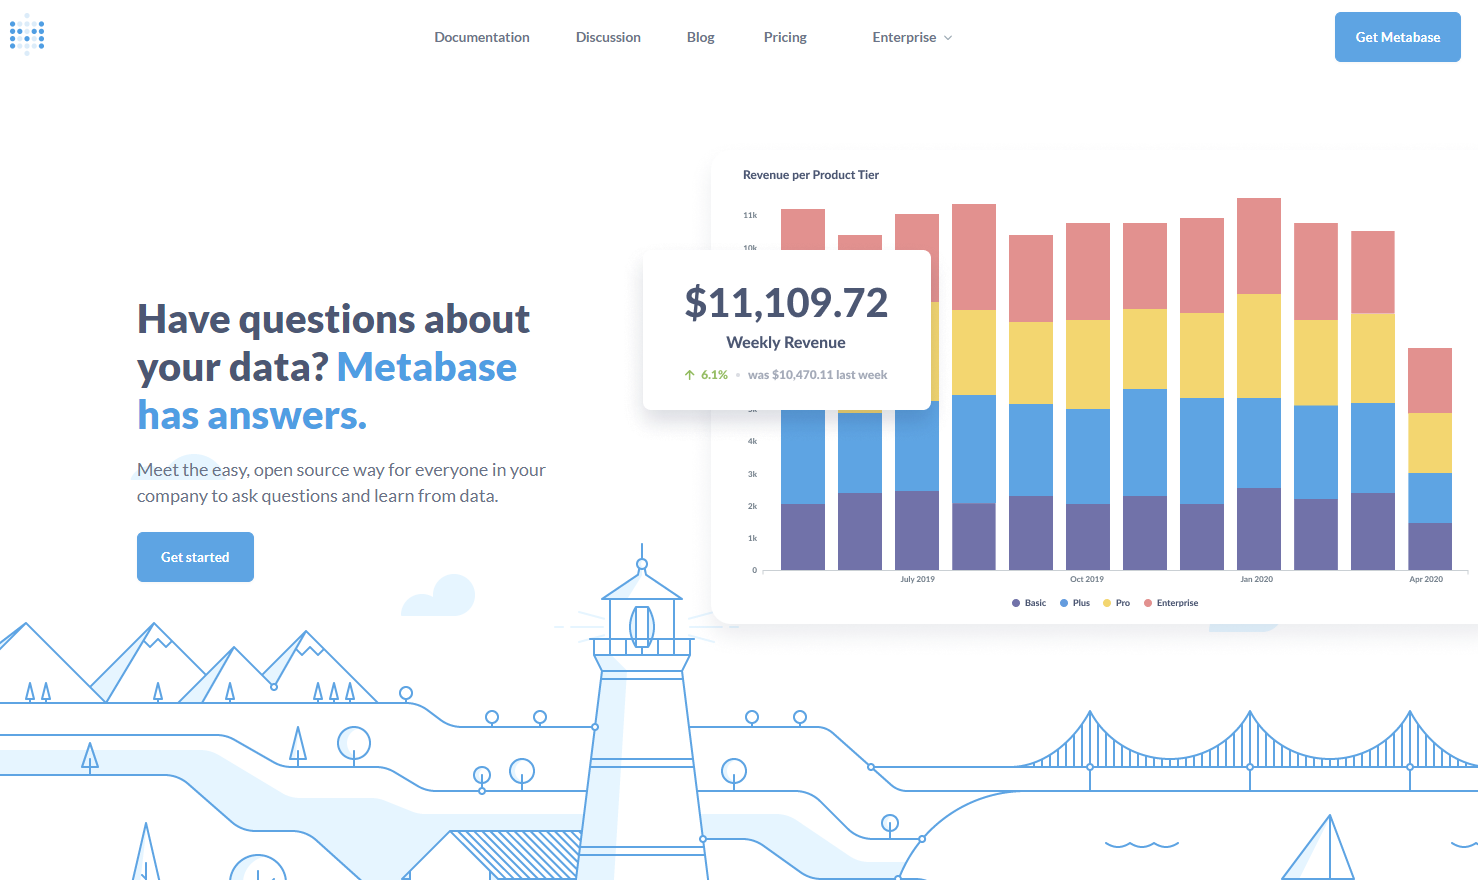 Documentation
Discussion
Blog
Pricing
Enterprise
Get Metabase
Have questions about
your data? Metabase
has answers.
Meet the easy, open source way for everyone in your
company to ask questions and learn from data.
Get started
Revenue per Product Tier
11k
10k
$11,109.72
Weekly Revenue
6.1% • was $10,470.11 last week
4k
3k
2k
1k
0
July 2019
Oct 2019
Jan 2020
Apr 2020
Basic
Plus
Pro
Enterprise